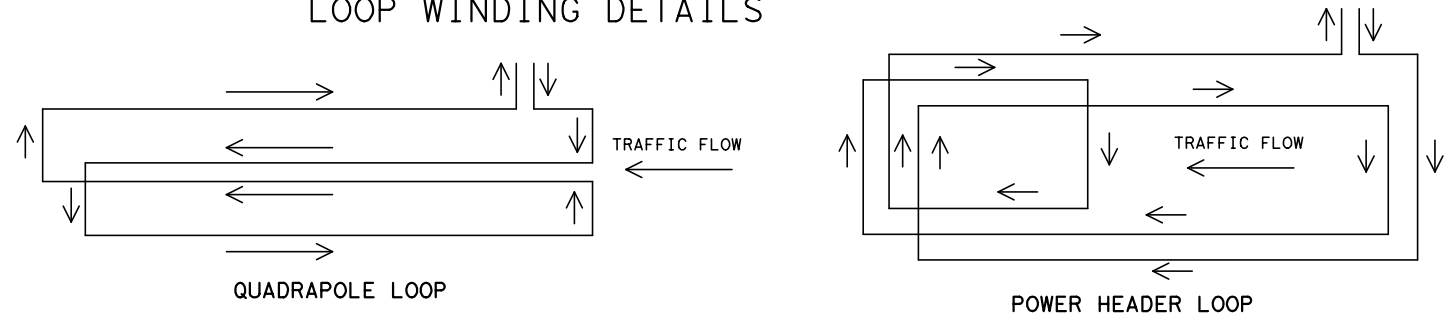 LOOP WINDING DETAILS
TRAFFIC FLOW
QUADRAPOLE LOOP
TRAFFIC FLOW
POWER HEADER LOOP